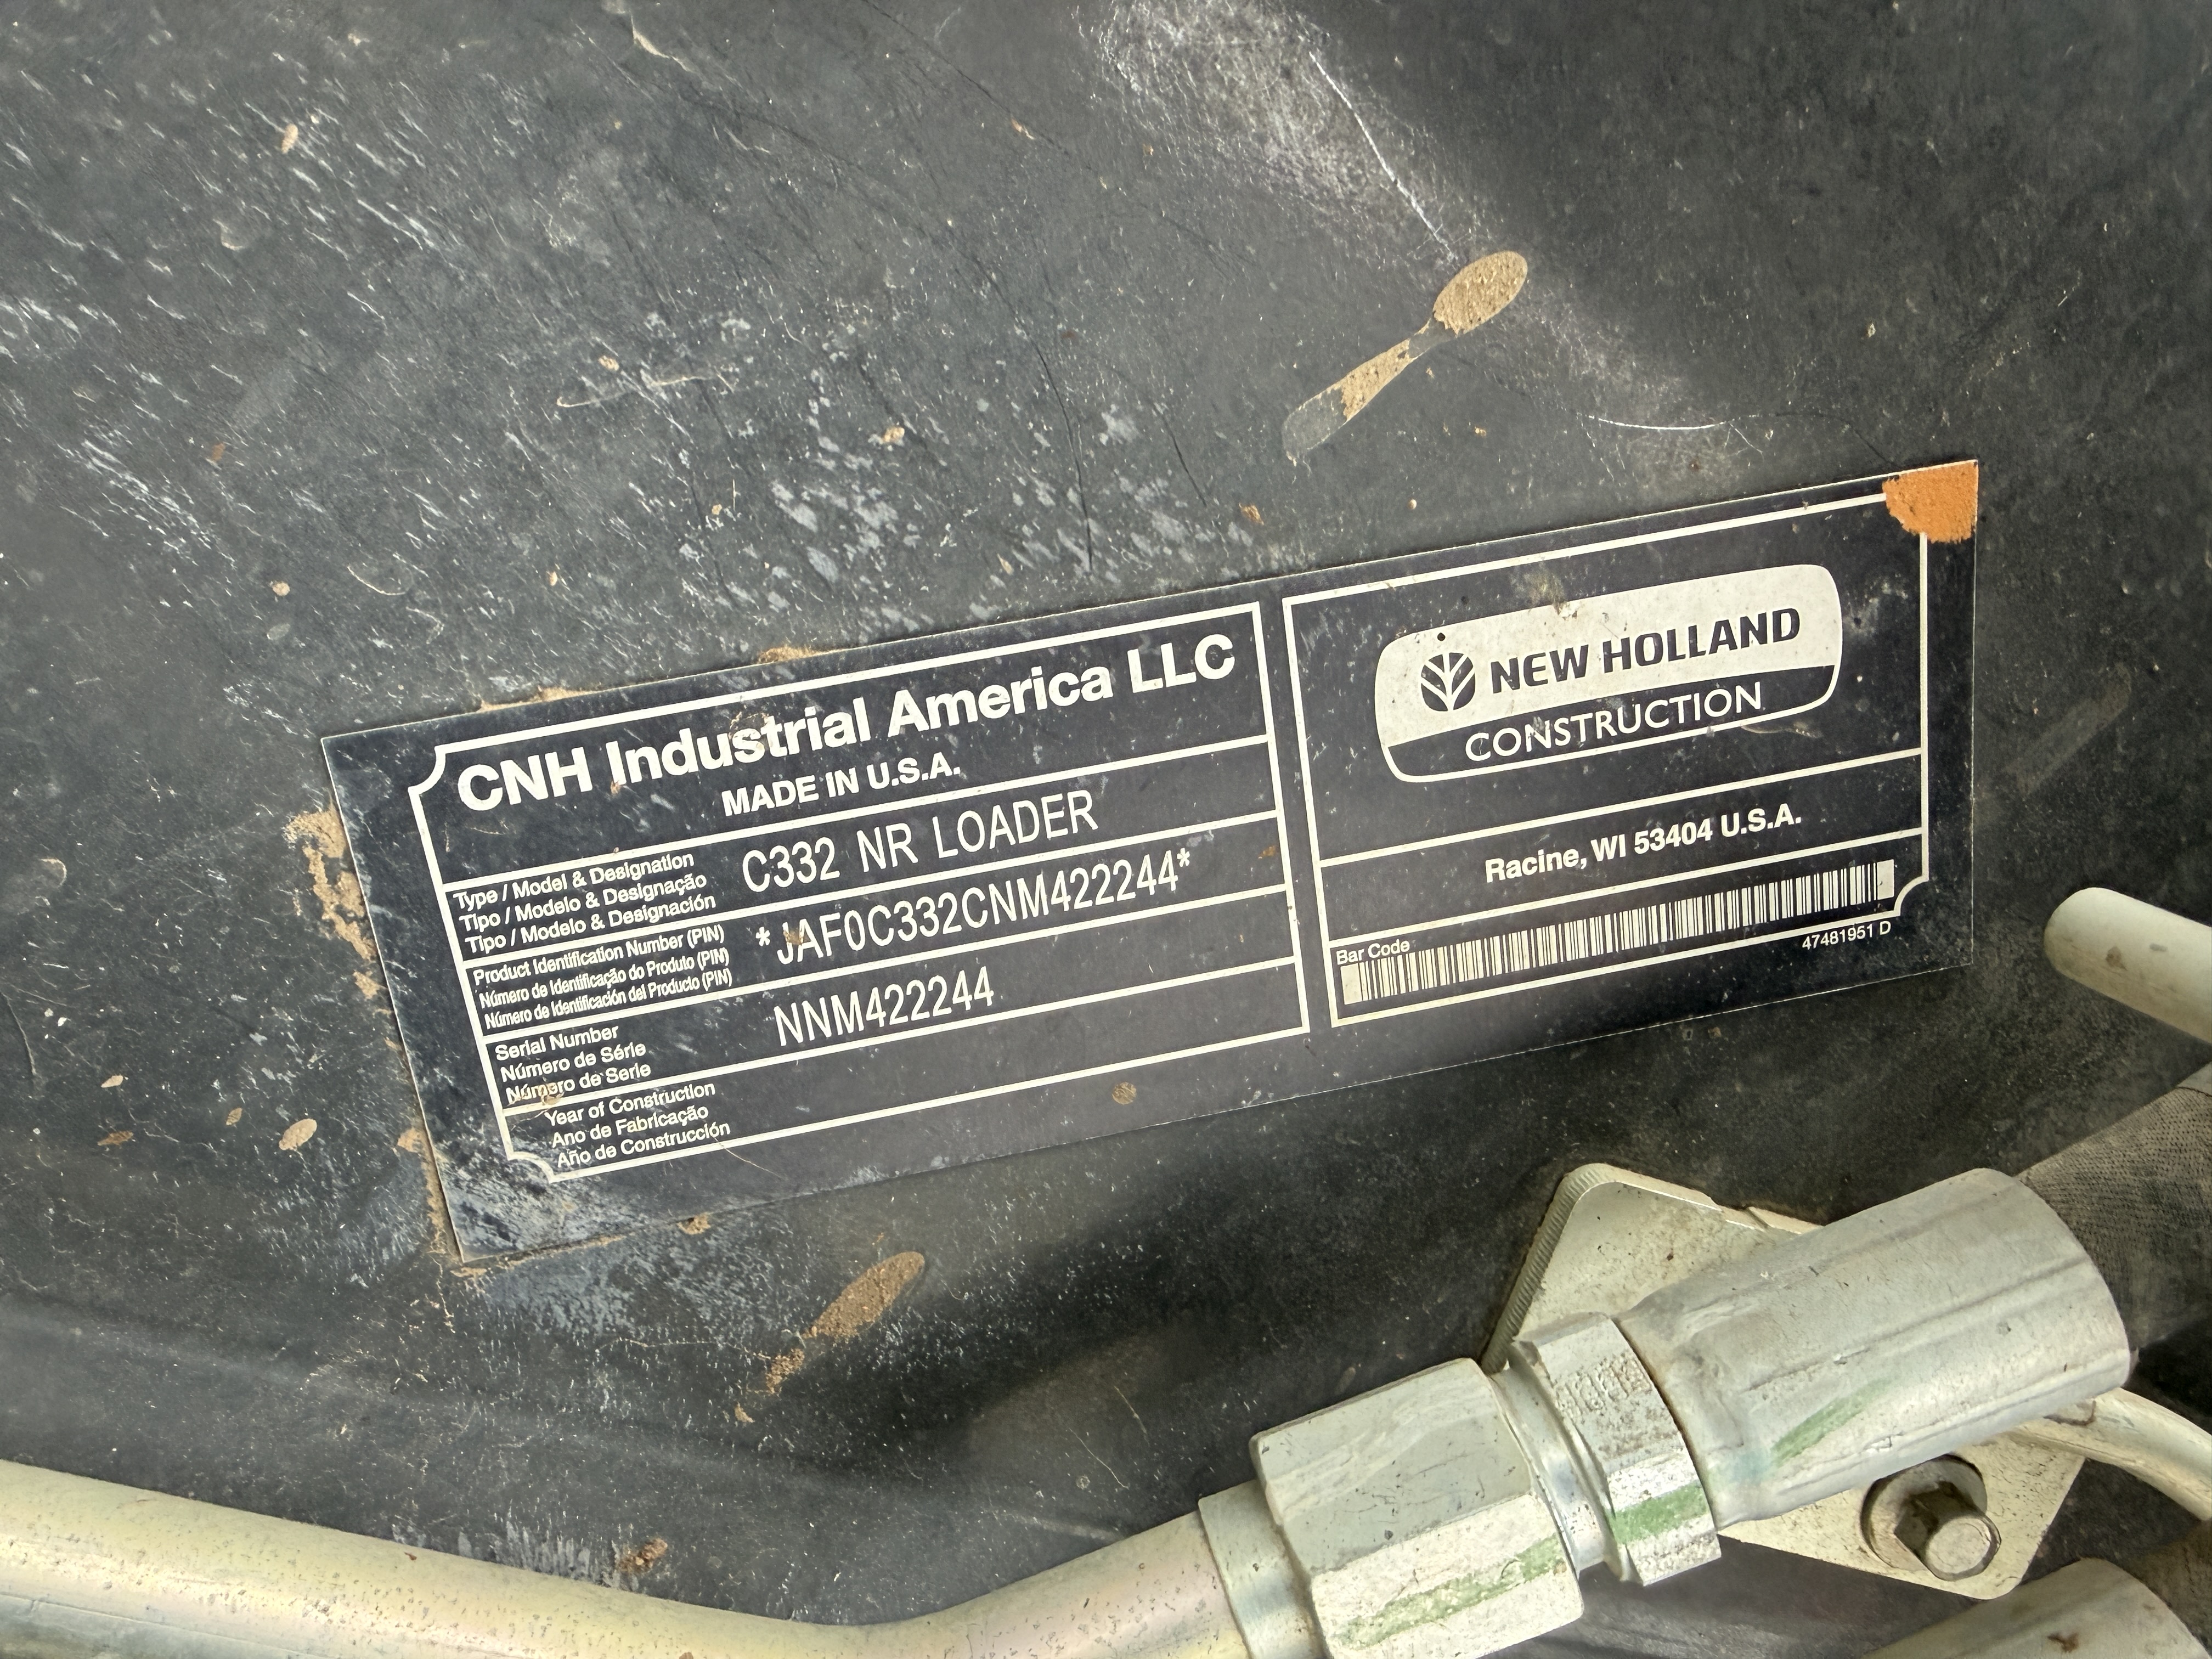 CNH Industrial America LLC
MADE IN U.S.A.
Type / Model & Designation
Tipo / Modelo & Designação
Tipo / Modelo & Designación
C332 NR LOADER
Product Identification Number (PIN)
Número de Identificação do Produto (PIN)
Número de Identificación del Producto (PIN)
*JAF0C332CNM422244*
Serial Number
Número de Série
Número de Serie
NNM422244
Year of Construction
Ano de Fabricação
Año de Construcción
NEW HOLLAND
CONSTRUCTION
Racine, WI 53404 U.S.A.
Bar Code
47481951 D